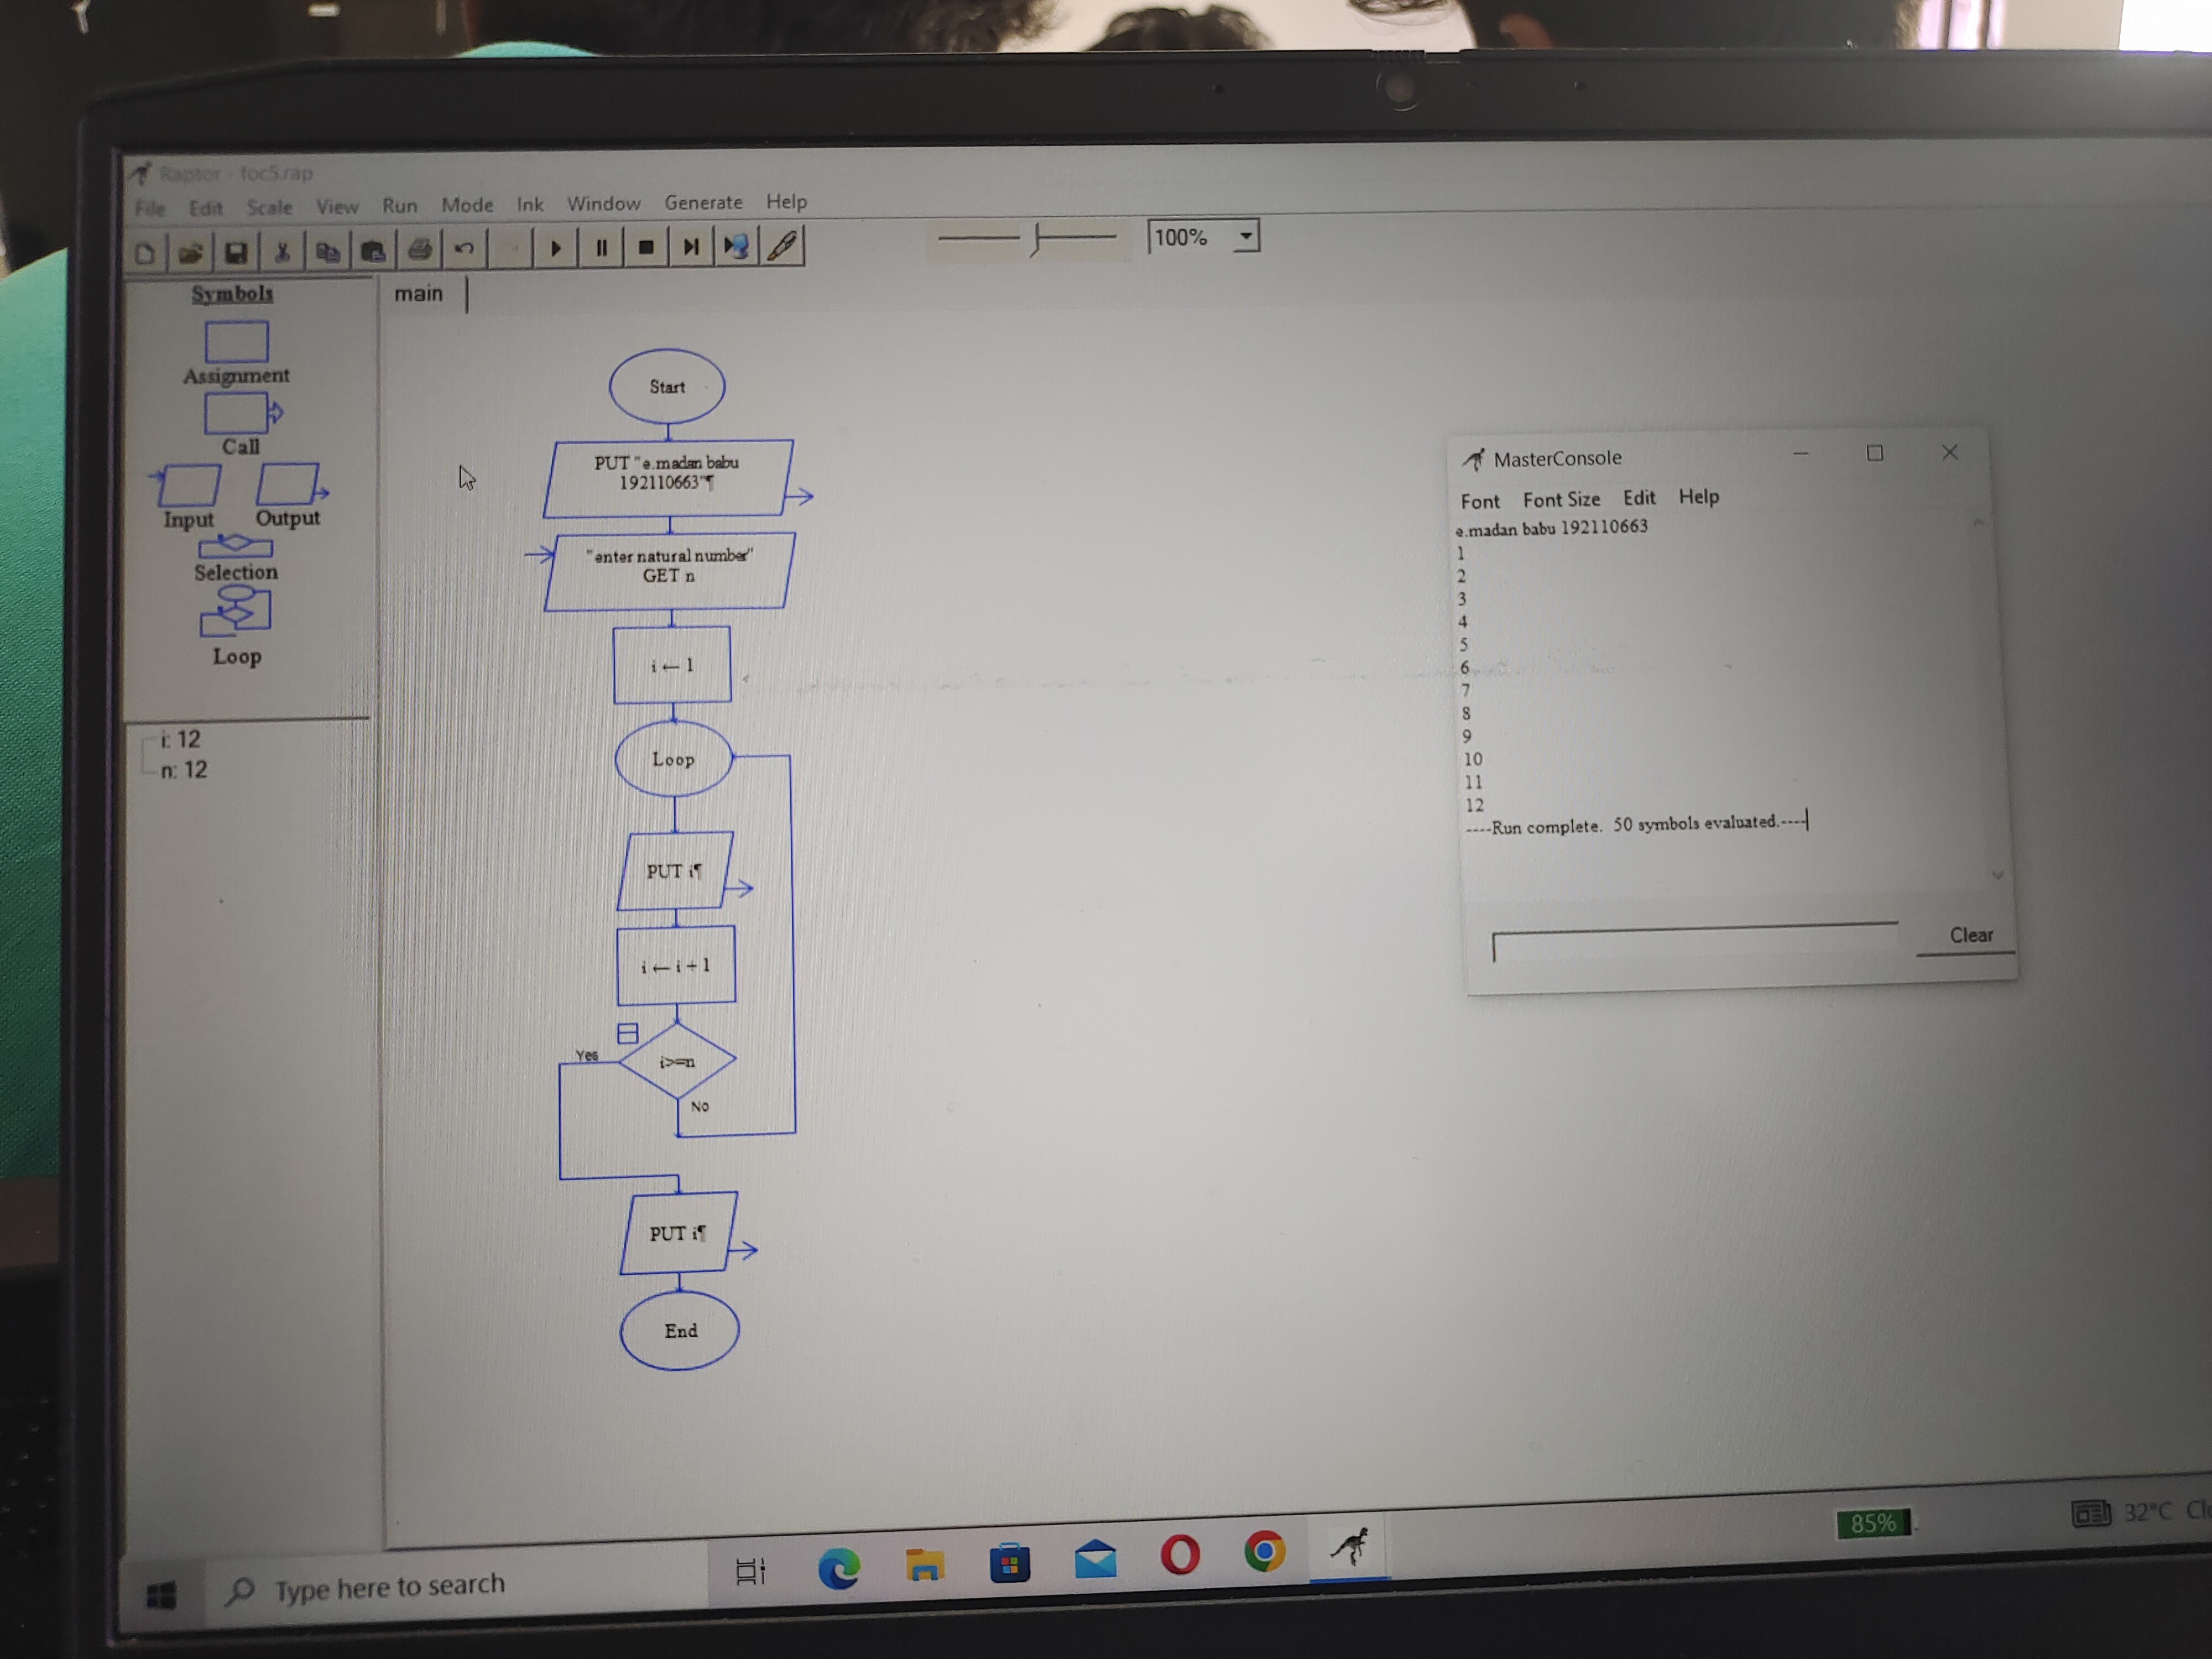 Raptor - foc5.rap
File Edit Scale View Run Mode Ink Window Generate Help
100%
Symbols
main
Assignment
Call
Input Output
Selection
Loop
i: 12
n: 12
Start
PUT "e.madan babu
192110663"¶
"enter natural number"
GET n
i ← 1
Loop
PUT i¶
i ← i + 1
i>=n
Yes
No
PUT i¶
End
MasterConsole
Font Font Size Edit Help
e.madan babu 192110663
1
2
3
4
5
6
7
8
9
10
11
12
----Run complete. 50 symbols evaluated.----
Clear
Type here to search
85%
32°C